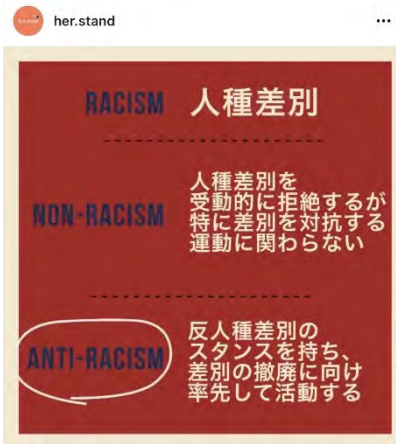 her.stand
RACISM 人種差別
NON-RACISM
人種差別を
受動的に拒絶するが
特に差別を対抗する
運動に関わらない
ANTI-RACISM
反人種差別の
スタンスを持ち、
差別の撤廃に向け
率先して活動する